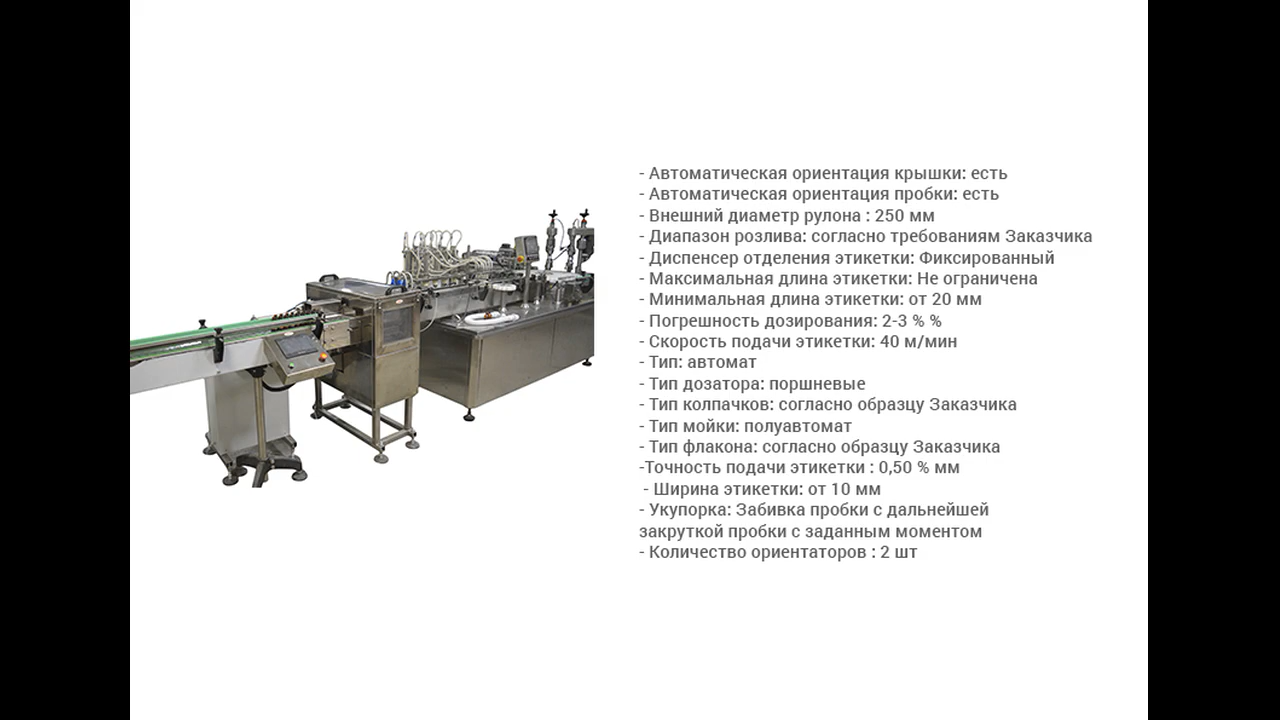 - Автоматическая ориентация крышки: есть
- Автоматическая ориентация пробки: есть
- Внешний диаметр рулона : 250 мм
- Диапазон розлива: согласно требованиям Заказчика
- Диспенсер отделения этикетки: Фиксированный
- Максимальная длина этикетки: Не ограничена
- Минимальная длина этикетки: от 20 мм
- Погрешность дозирования: 2-3 % %
- Скорость подачи этикетки: 40 м/мин
- Тип: автомат
- Тип дозатора: поршневые
- Тип колпачков: согласно образцу Заказчика
- Тип мойки: полуавтомат
- Тип флакона: согласно образцу Заказчика
-Точность подачи этикетки : 0,50 % мм
- Ширина этикетки: от 10 мм
- Укупорка: Забивка пробки с дальнейшей
закруткой пробки с заданным моментом
- Количество ориентаторов : 2 шт